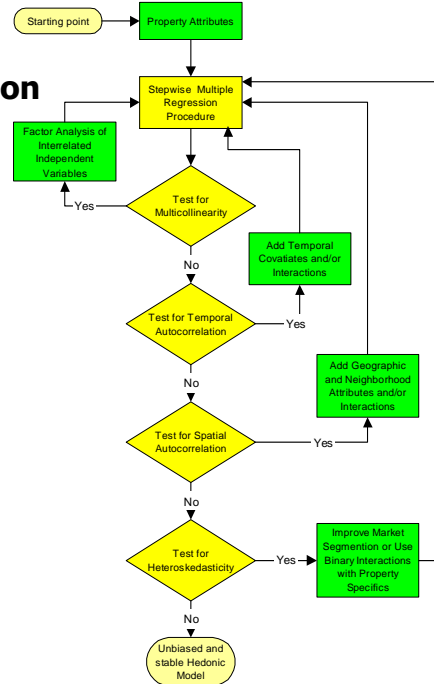 Starting point
Property Attributes
on
Stepwise Multiple
Regression
Procedure
Factor Analysis of
Interrelated
Independent
Variables
Yes
Test for
Multicollinearity
No
Add Temporal
Covatiates and/or
Interactions
Test for Temporal
Autocorrelation
Yes
No
Add Geographic
and Neighborhood
Attributes and/or
Interactions
Test for Spatial
Autocorrelation
Yes
No
Test for
Heteroskedasticity
Yes
Improve Market
Segmention or Use
Binary Interactions
with Property
Specifics
No
Unbiased and
stable Hedonic
Model